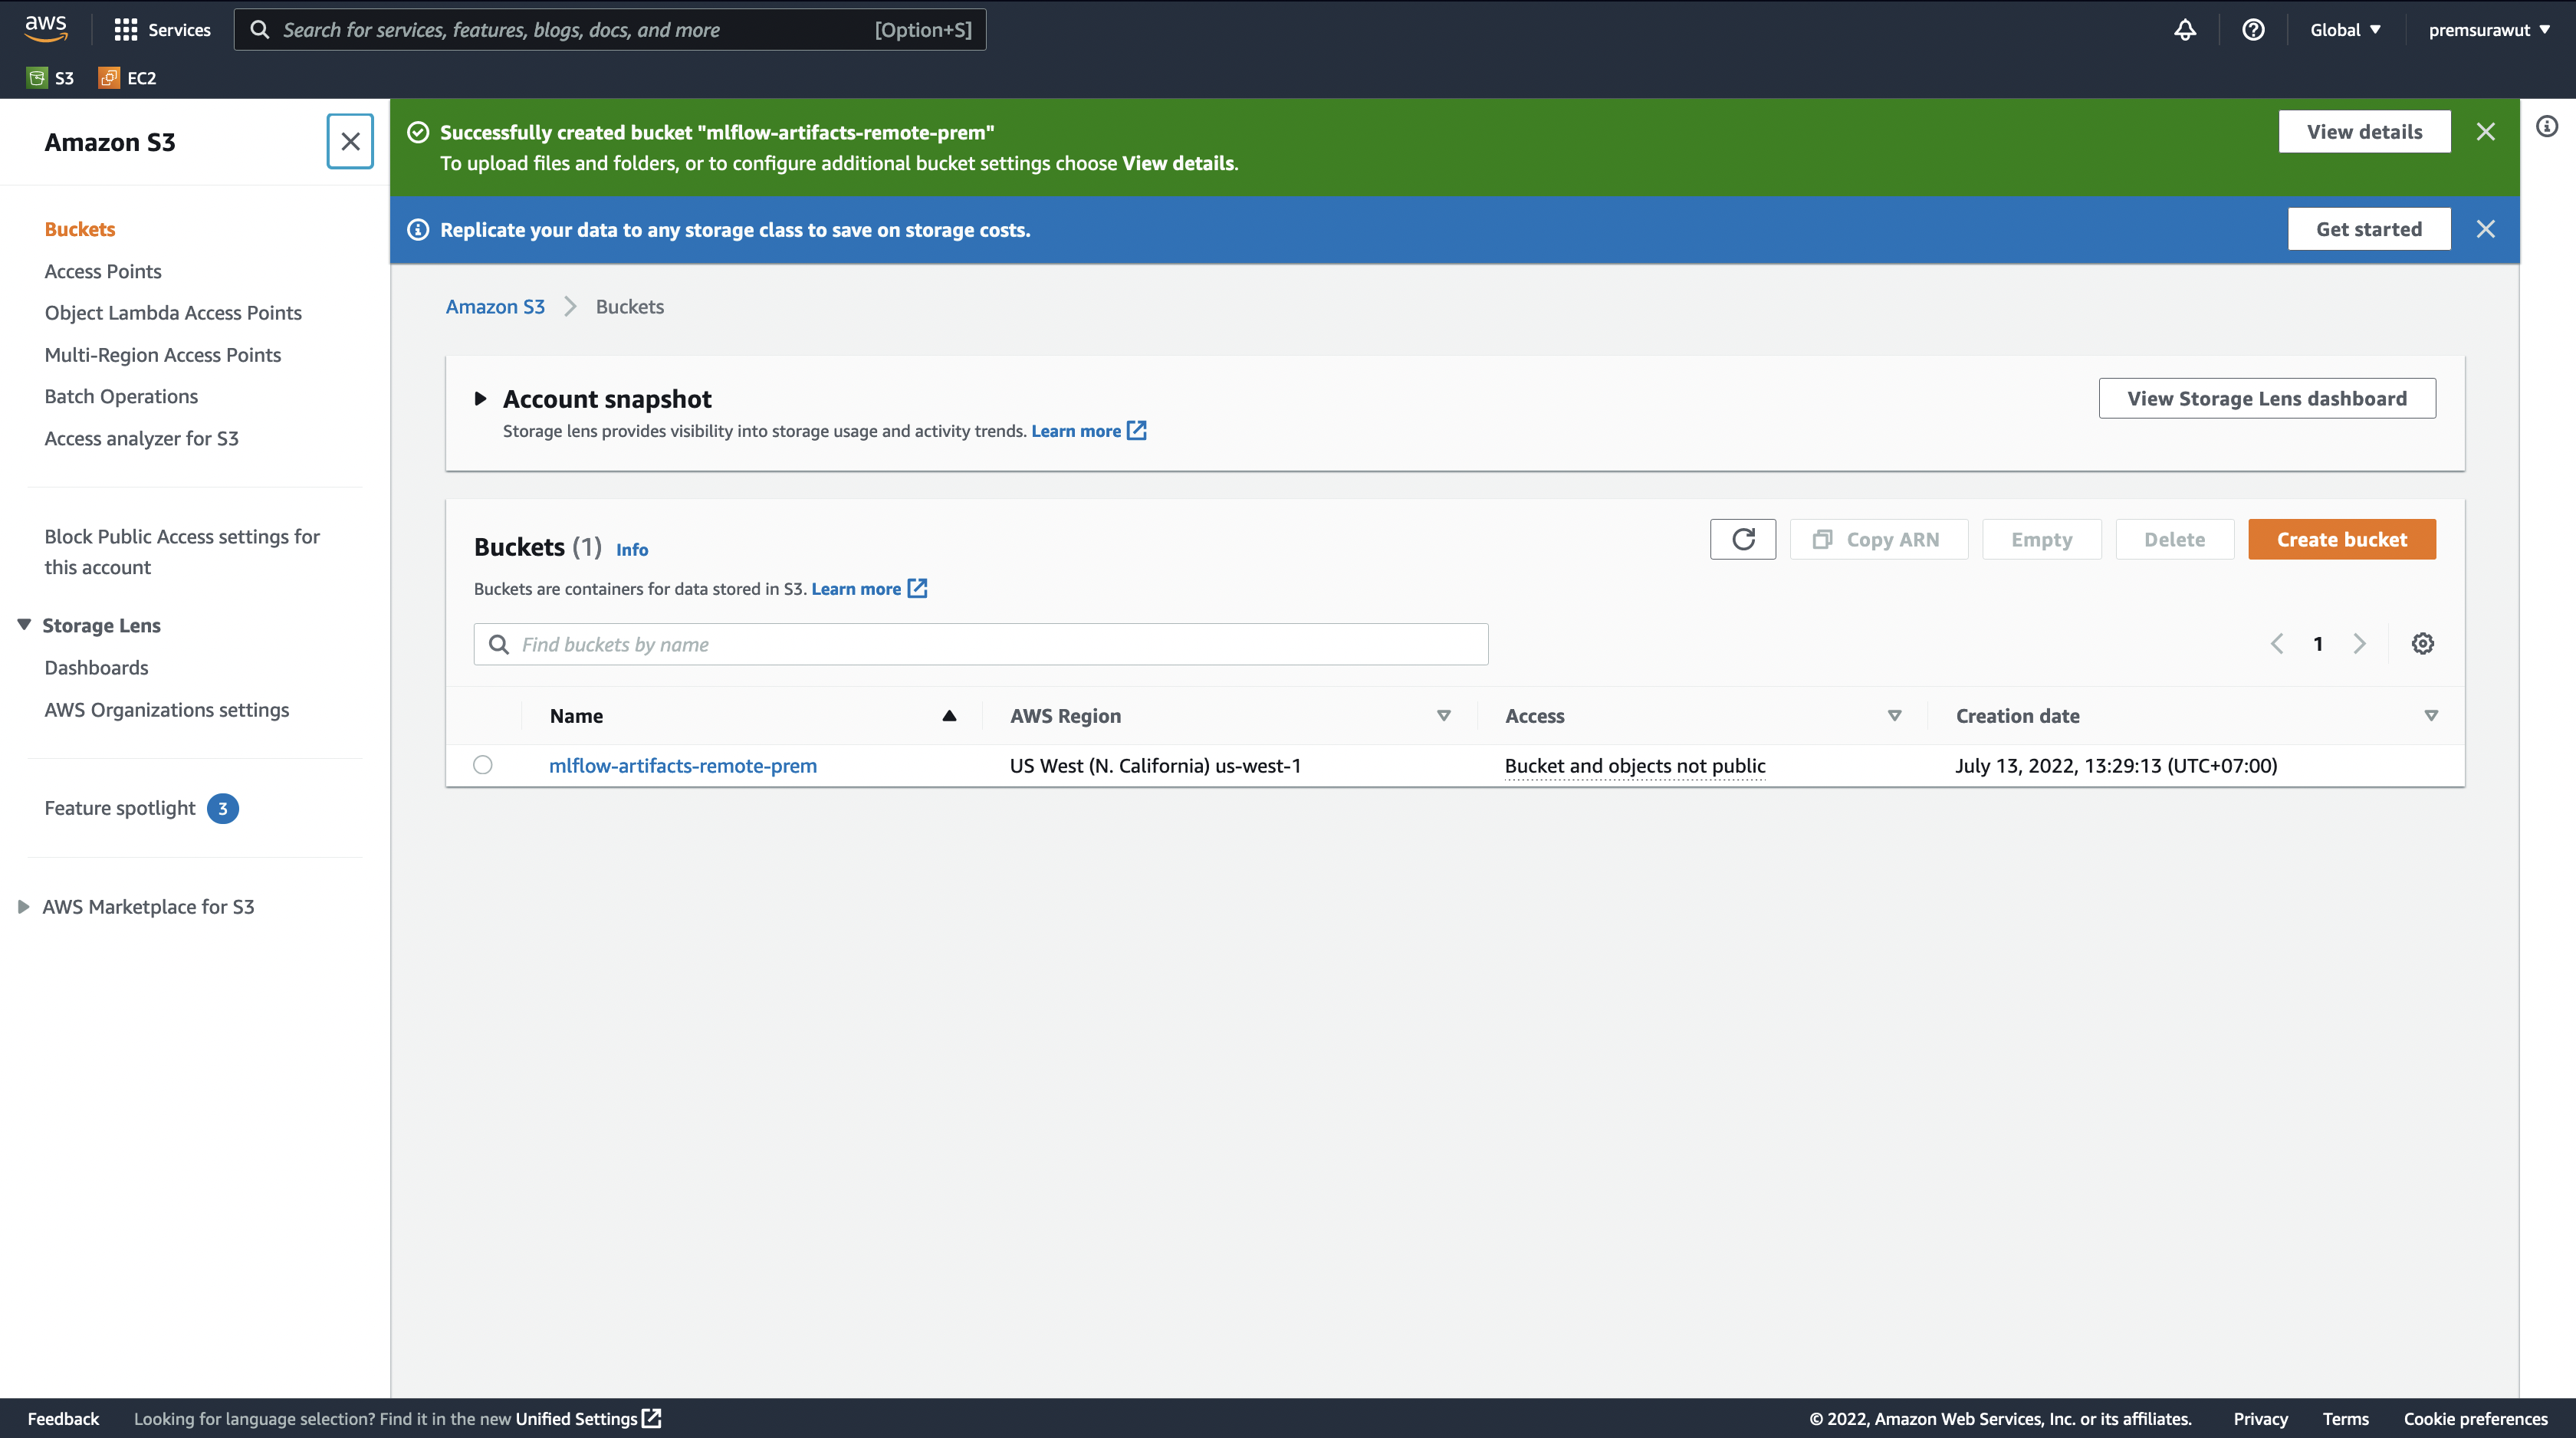 aws
Services
Search for services, features, blogs, docs, and more
[Option+S]
Global
premsurawut
S3
EC2
Amazon S3
Buckets
Access Points
Object Lambda Access Points
Multi-Region Access Points
Batch Operations
Access analyzer for S3
Block Public Access settings for
this account
Storage Lens
Dashboards
AWS Organizations settings
Feature spotlight 3
AWS Marketplace for S3
Successfully created bucket "mlflow-artifacts-remote-prem"
To upload files and folders, or to configure additional bucket settings choose View details.
View details
Replicate your data to any storage class to save on storage costs.
Get started
Amazon S3 Buckets
Account snapshot
Storage lens provides visibility into storage usage and activity trends. Learn more
View Storage Lens dashboard
Buckets (1) Info
Buckets are containers for data stored in S3. Learn more
Copy ARN
Empty
Delete
Create bucket
Find buckets by name
1
Name AWS Region Access Creation date
mlflow-artifacts-remote-prem US West (N. California) us-west-1 Bucket and objects not public July 13, 2022, 13:29:13 (UTC+07:00)
Feedback Looking for language selection? Find it in the new Unified Settings
© 2022, Amazon Web Services, Inc. or its affiliates. Privacy Terms Cookie preferences